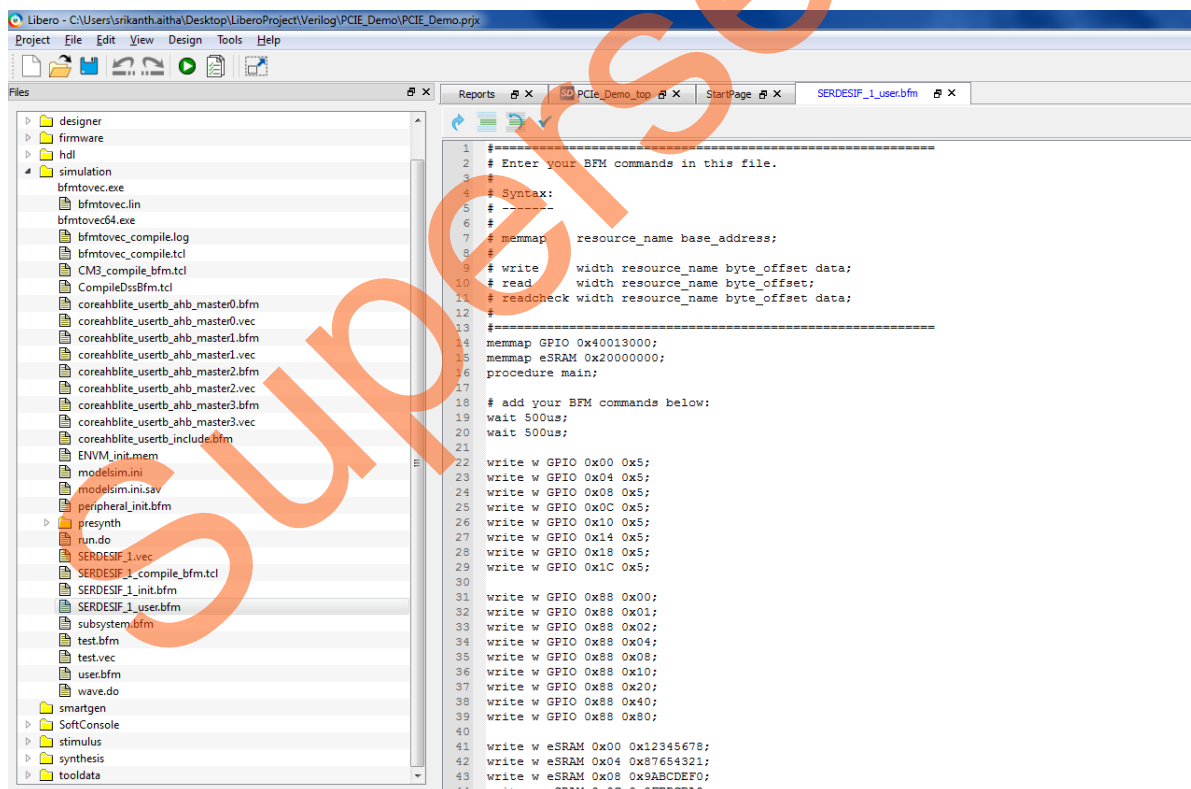 Libero - C:\Users\srikanth.aitha\Desktop\LiberoProject\Verilog\PCIE_Demo\PCIE_Demo.prjx
Project File Edit View Design Tools Help
Files
designer
firmware
hdl
simulation
bfmtovec.exe
bfmtovec.lin
bfmtovec64.exe
bfmtovec_compile.log
bfmtovec_compile.tcl
CM3_compile_bfm.tcl
CompileDssBfm.tcl
coreahblite_usertb_ahb_master0.bfm
coreahblite_usertb_ahb_master0.vec
coreahblite_usertb_ahb_master1.bfm
coreahblite_usertb_ahb_master1.vec
coreahblite_usertb_ahb_master2.bfm
coreahblite_usertb_ahb_master2.vec
coreahblite_usertb_ahb_master3.bfm
coreahblite_usertb_ahb_master3.vec
coreahblite_usertb_include.bfm
ENVM_init.mem
modelsim.ini
modelsim.ini.sav
peripheral_init.bfm
presynth
run.do
SERDESIF_1.vec
SERDESIF_1_compile_bfm.tcl
SERDESIF_1_init.bfm
SERDESIF_1_user.bfm
subsystem.bfm
test.bfm
test.vec
user.bfm
wave.do
smartgen
SoftConsole
stimulus
synthesis
tooldata
Reports SD PCIe_Demo_top StartPage SERDESIF_1_user.bfm
1 #===========================================================
2 # Enter your BFM commands in this file.
3 #
4 # Syntax:
5 # -------
6 #
7 # memmap resource_name base_address;
8 #
9 # write width resource_name byte_offset data;
10 # read width resource_name byte_offset;
11 # readcheck width resource_name byte_offset data;
12 #
13 #===========================================================
14 memmap GPIO 0x40013000;
15 memmap eSRAM 0x20000000;
16 procedure main;
17
18 # add your BFM commands below:
19 wait 500us;
20 wait 500us;
21
22 write w GPIO 0x00 0x5;
23 write w GPIO 0x04 0x5;
24 write w GPIO 0x08 0x5;
25 write w GPIO 0x0C 0x5;
26 write w GPIO 0x10 0x5;
27 write w GPIO 0x14 0x5;
28 write w GPIO 0x18 0x5;
29 write w GPIO 0x1C 0x5;
30
31 write w GPIO 0x88 0x00;
32 write w GPIO 0x88 0x01;
33 write w GPIO 0x88 0x02;
34 write w GPIO 0x88 0x04;
35 write w GPIO 0x88 0x08;
36 write w GPIO 0x88 0x10;
37 write w GPIO 0x88 0x20;
38 write w GPIO 0x88 0x40;
39 write w GPIO 0x88 0x80;
40
41 write w eSRAM 0x00 0x12345678;
42 write w eSRAM 0x04 0x87654321;
43 write w eSRAM 0x08 0x9ABCDEF0;
Superse